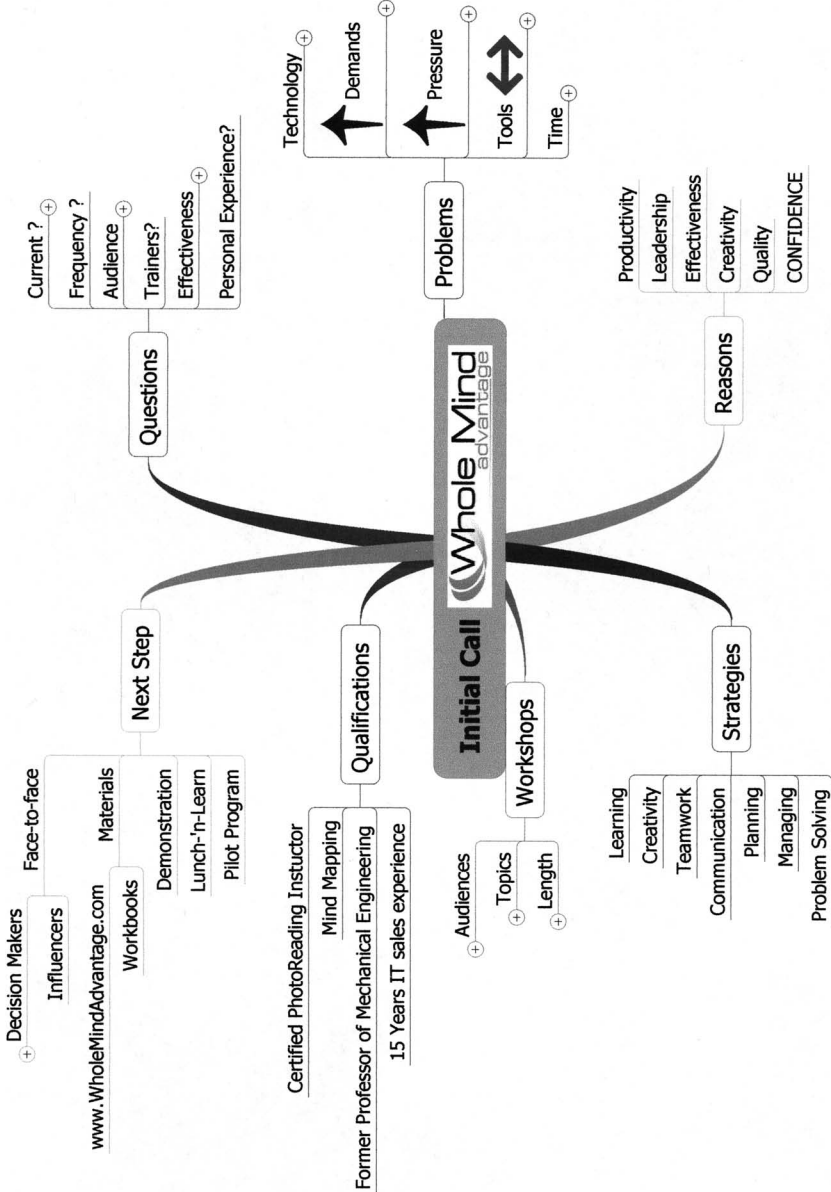 Initial Call
Whole Mind
advantage
Questions
Current ?
Frequency ?
Audience
Trainers?
Effectiveness
Personal Experience?
Problems
Technology
Demands
Pressure
Tools
Time
Reasons
Productivity
Leadership
Effectiveness
Creativity
Quality
CONFIDENCE
Next Step
Face-to-face
Decision Makers
Influencers
Materials
www.WholeMindAdvantage.com
Workbooks
Demonstration
Lunch-'n-Learn
Pilot Program
Qualifications
Certified PhotoReading Instuctor
Mind Mapping
Former Professor of Mechanical Engineering
15 Years IT sales experience
Workshops
Audiences
Topics
Length
Strategies
Learning
Creativity
Teamwork
Communication
Planning
Managing
Problem Solving